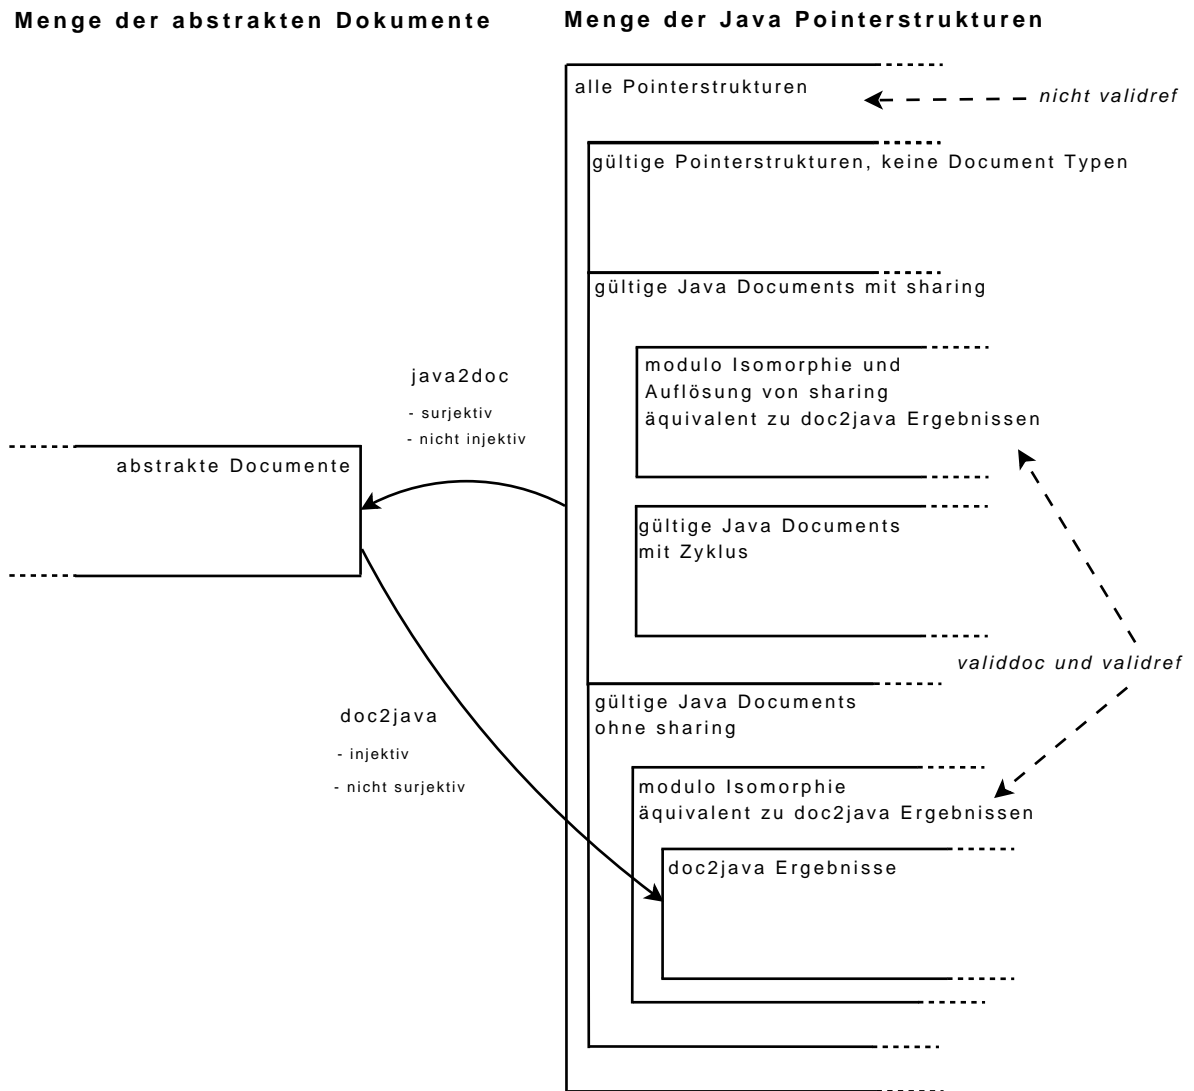 Menge der abstrakten Dokumente
Menge der Java Pointerstrukturen
alle Pointerstrukturen
nicht validref
gültige Pointerstrukturen, keine Document Typen
gültige Java Documents mit sharing
modulo Isomorphie und
Auflösung von sharing
äquivalent zu doc2java Ergebnissen
java2doc
- surjektiv
- nicht injektiv
abstrakte Documente
gültige Java Documents
mit Zyklus
validdoc und validref
gültige Java Documents
ohne sharing
doc2java
- injektiv
- nicht surjektiv
modulo Isomorphie
äquivalent zu doc2java Ergebnissen
doc2java Ergebnisse